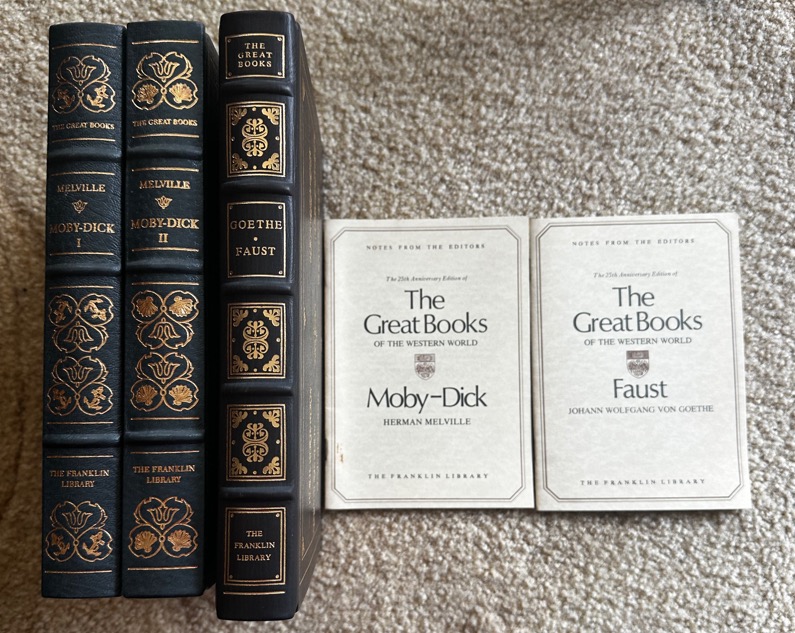 THE GREAT BOOKS
MELVILLE
MOBY-DICK
I
THE FRANKLIN
LIBRARY
THE GREAT BOOKS
MELVILLE
MOBY-DICK
II
THE FRANKLIN
LIBRARY
THE
GREAT
BOOKS
GOETHE
•
FAUST
THE
FRANKLIN
LIBRARY
NOTES FROM THE EDITORS
The 25th Anniversary Edition of
The
Great Books
OF THE WESTERN WORLD
Moby-Dick
HERMAN MELVILLE
THE FRANKLIN LIBRARY
NOTES FROM THE EDITORS
The 25th Anniversary Edition of
The
Great Books
OF THE WESTERN WORLD
Faust
JOHANN WOLFGANG VON GOETHE
THE FRANKLIN LIBRARY